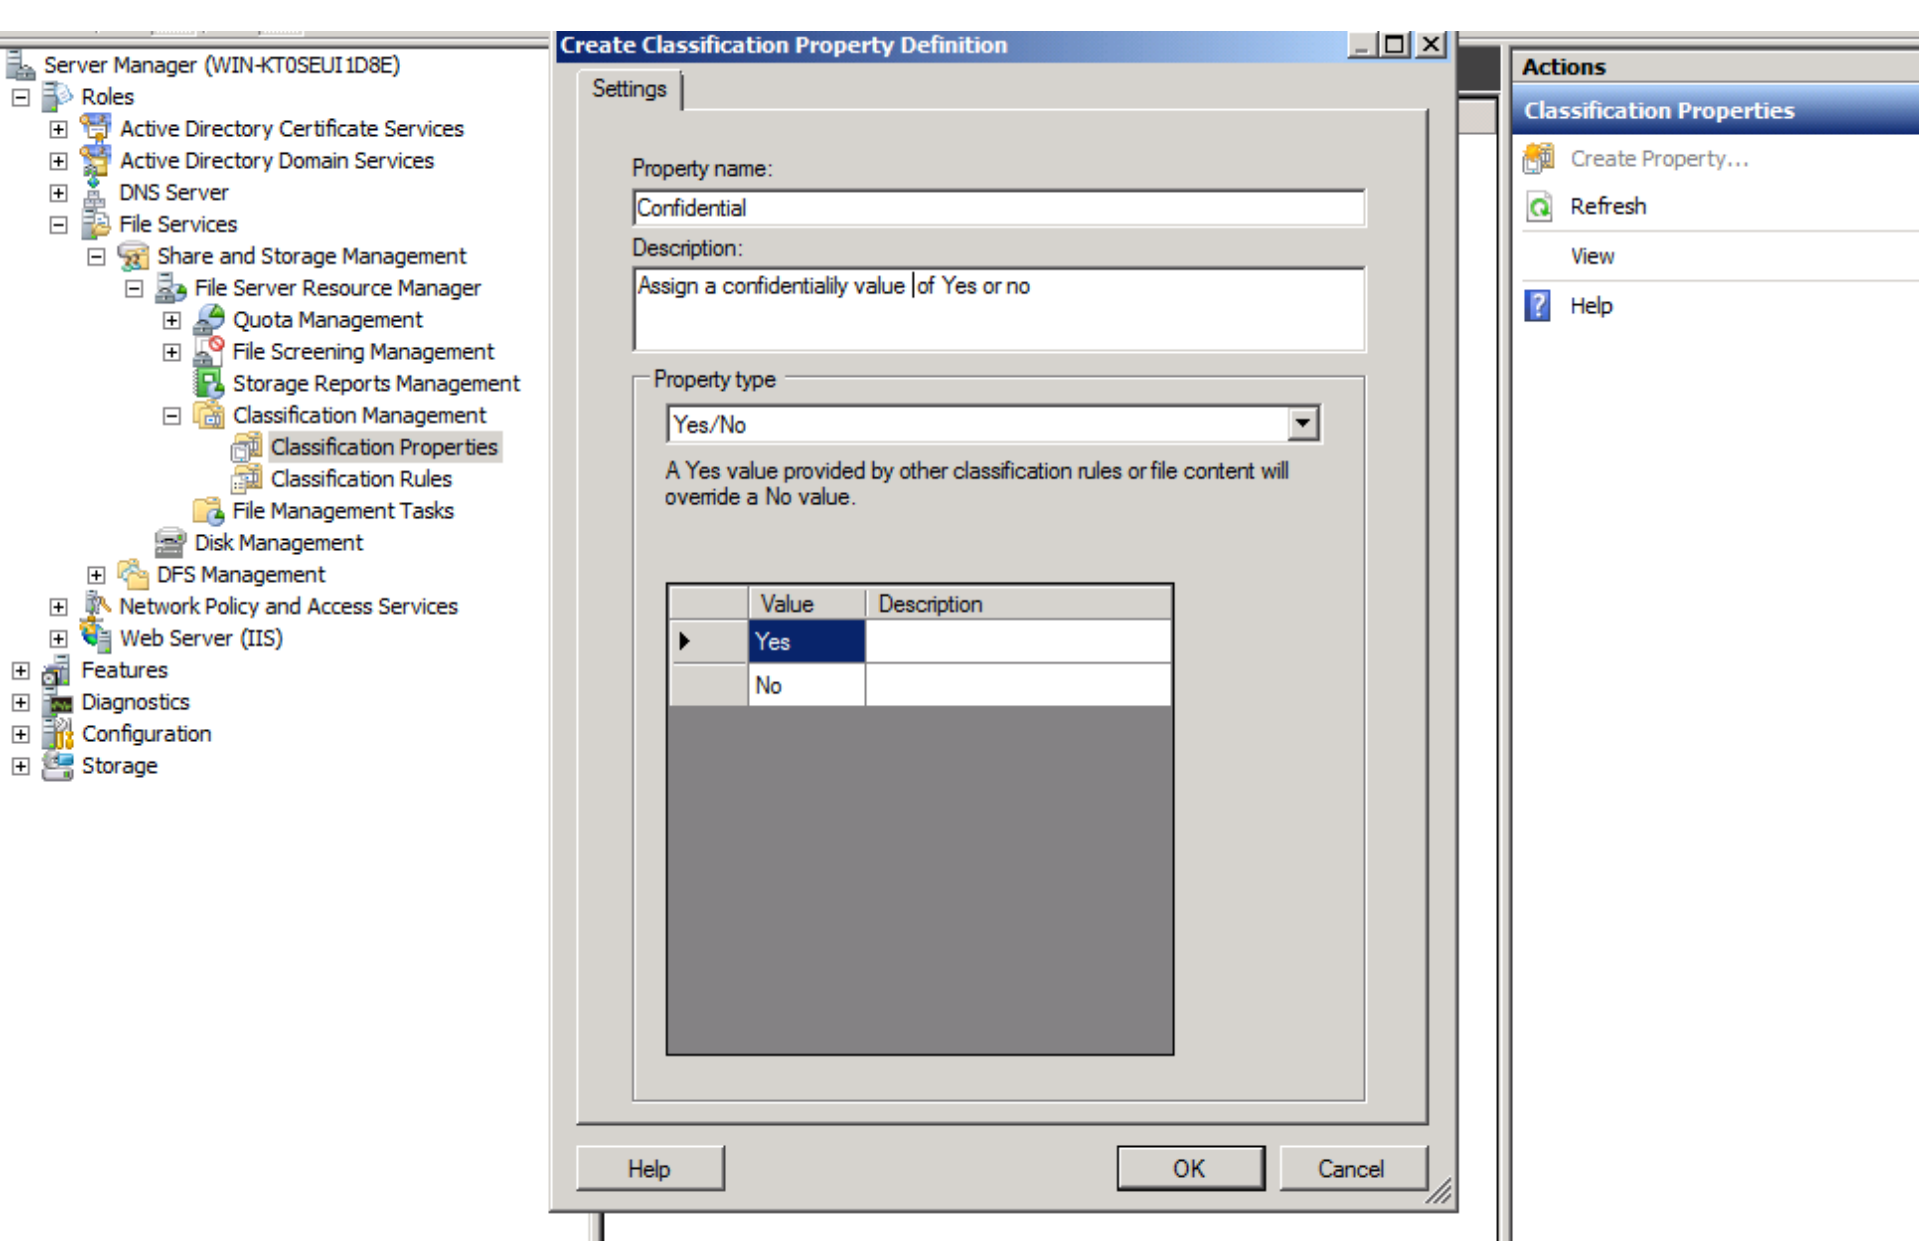 Server Manager (WIN-KT0SEUI1D8E)
Roles
Active Directory Certificate Services
Active Directory Domain Services
DNS Server
File Services
Share and Storage Management
File Server Resource Manager
Quota Management
File Screening Management
Storage Reports Management
Classification Management
Classification Properties
Classification Rules
File Management Tasks
Disk Management
DFS Management
Network Policy and Access Services
Web Server (IIS)
Features
Diagnostics
Configuration
Storage
Create Classification Property Definition
Settings
Property name:
Confidential
Description:
Assign a confidentialily value of Yes or no
Property type
Yes/No
A Yes value provided by other classification rules or file content will
override a No value.
Value Description
Yes
No
Help OK Cancel
Actions
Classification Properties
Create Property...
Refresh
View
Help